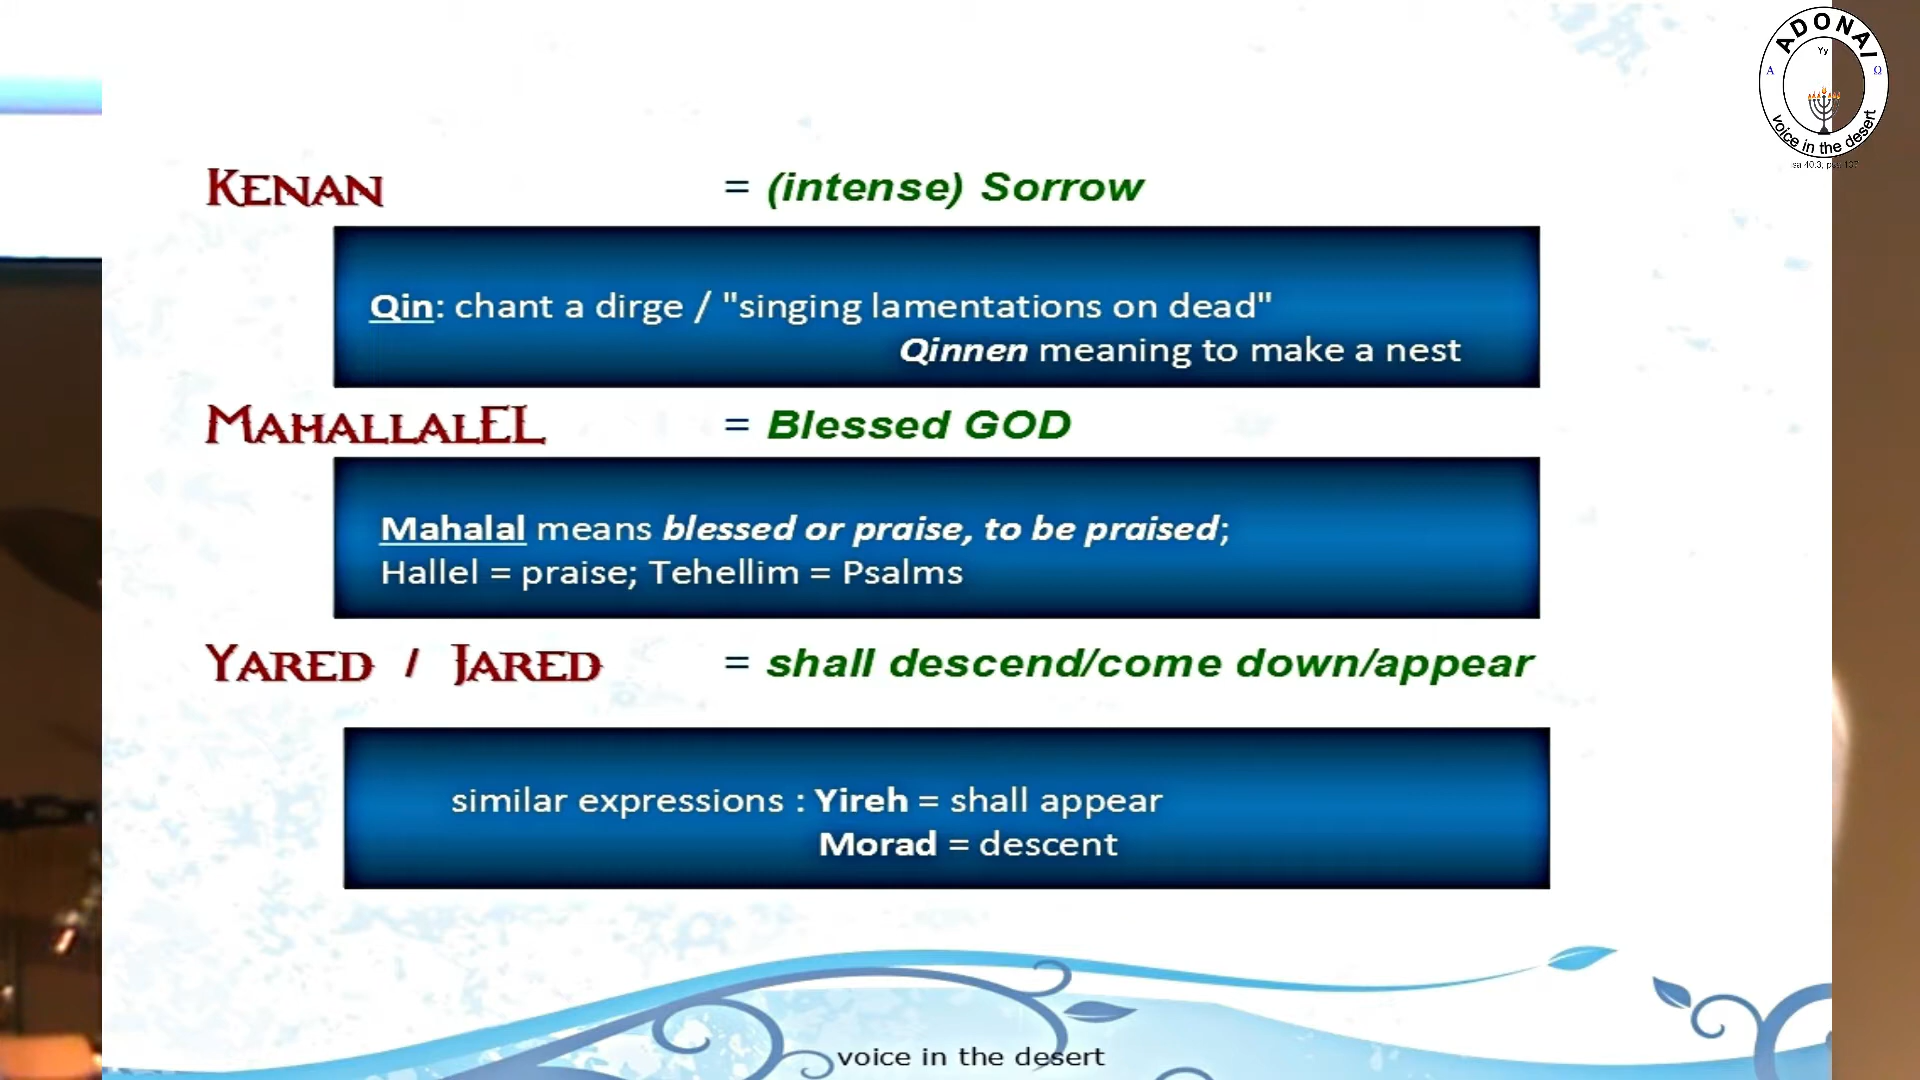 ADONAI
Yy
Α Ω
voice in the desert
KENAN = (intense) Sorrow
Qin: chant a dirge / "singing lamentations on dead"
Qinnen meaning to make a nest
MAHALLALEL = Blessed GOD
Mahalal means blessed or praise, to be praised;
Hallel = praise; Tehellim = Psalms
YARED / JARED = shall descend/come down/appear
similar expressions : Yireh = shall appear
Morad = descent
voice in the desert